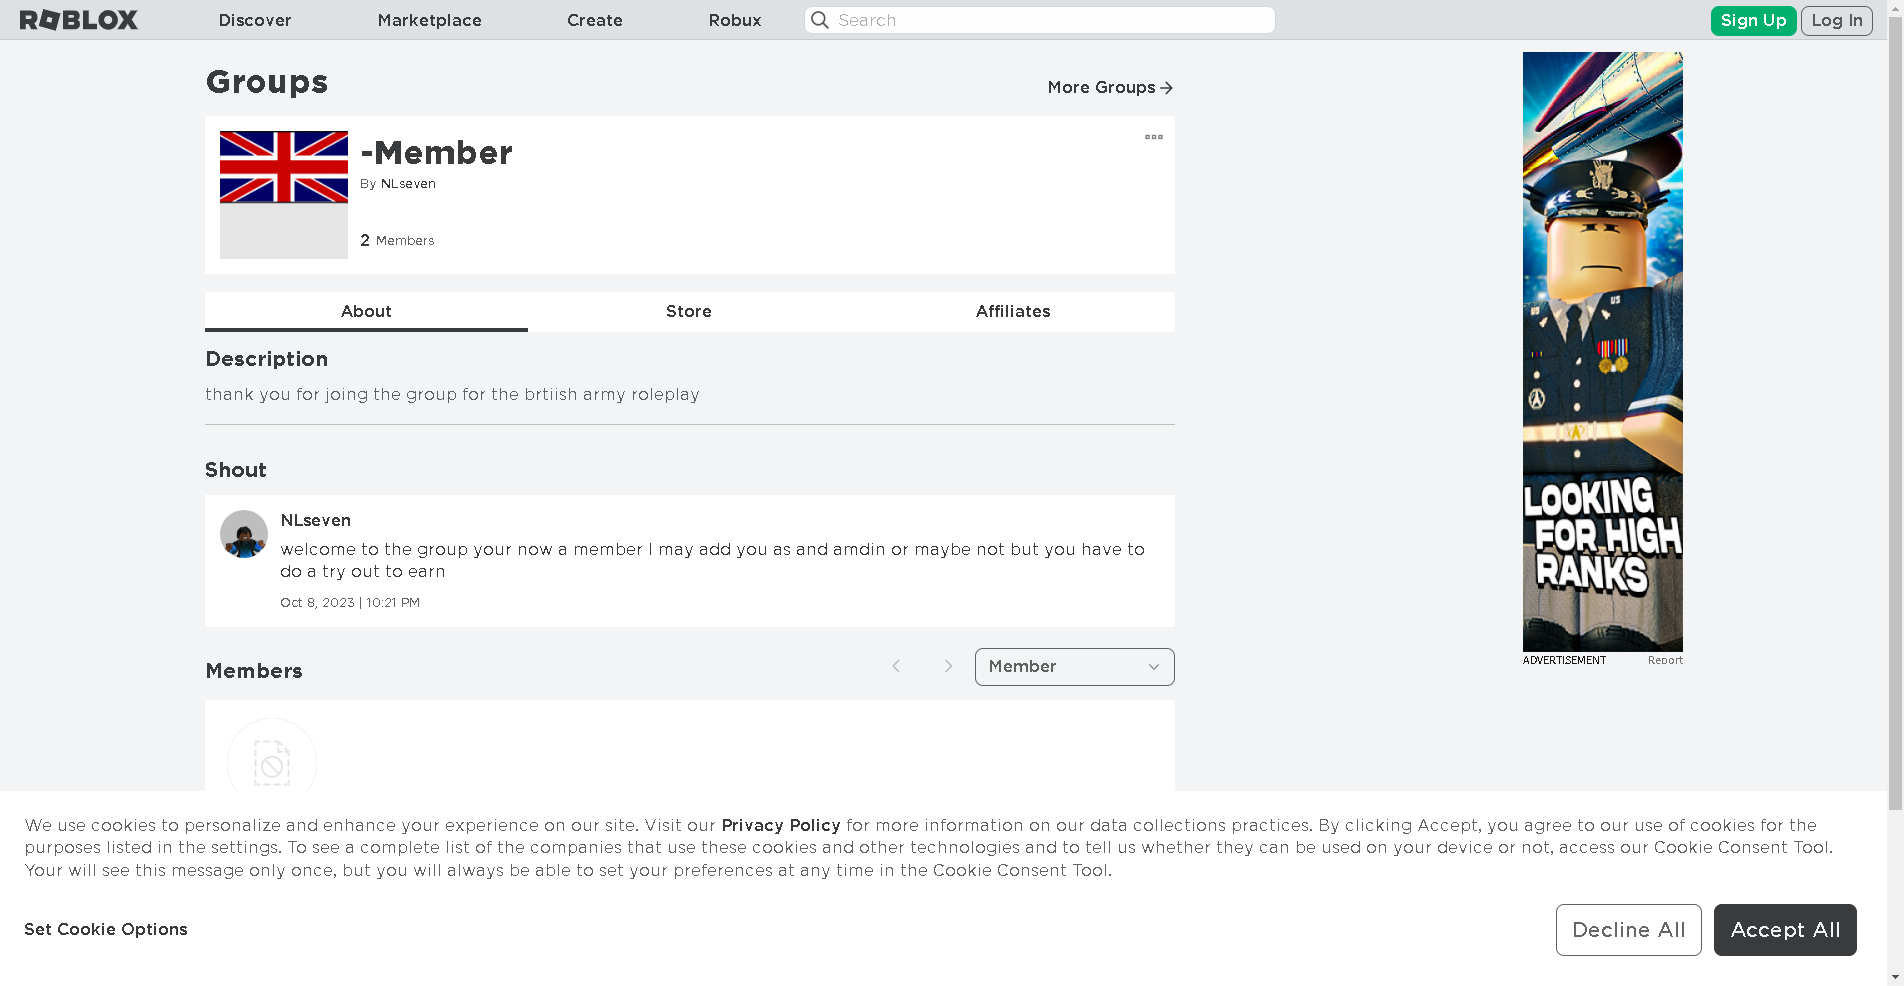 ROBLOX Discover Marketplace Create Robux Search Sign Up Log In
Groups
More Groups
-Member
By NLseven
2 Members
About Store Affiliates
Description
thank you for joing the group for the brtiish army roleplay
Shout
NLseven
welcome to the group your now a member I may add you as and amdin or maybe not but you have to
do a try out to earn
Oct 8, 2023 | 10:21 PM
Members
Member
US
US
LOOKING
FOR HIGH
RANKS
ADVERTISEMENT Report
We use cookies to personalize and enhance your experience on our site. Visit our Privacy Policy for more information on our data collections practices. By clicking Accept, you agree to our use of cookies for the
purposes listed in the settings. To see a complete list of the companies that use these cookies and other technologies and to tell us whether they can be used on your device or not, access our Cookie Consent Tool.
Your will see this message only once, but you will always be able to set your preferences at any time in the Cookie Consent Tool.
Set Cookie Options
Decline All Accept All